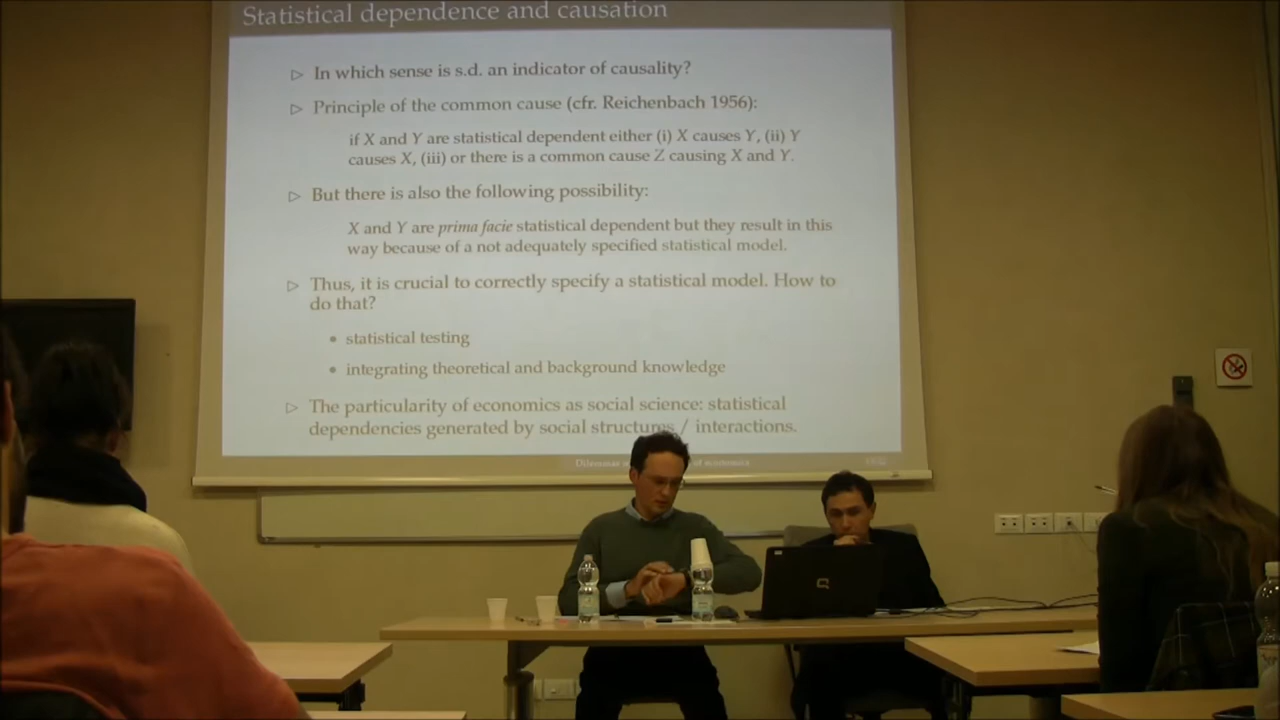 Statistical dependence and causation
▷ In which sense is s.d. an indicator of causality?
▷ Principle of the common cause (cfr. Reichenbach 1956):
if X and Y are statistical dependent either (i) X causes Y, (ii) Y
causes X, (iii) or there is a common cause Z causing X and Y.
▷ But there is also the following possibility:
X and Y are prima facie statistical dependent but they result in this
way because of a not adequately specified statistical model.
▷ Thus, it is crucial to correctly specify a statistical model. How to
do that?
• statistical testing
• integrating theoretical and background knowledge
▷ The particularity of economics as social science: statistical
dependencies generated by social structures / interactions.
of economics